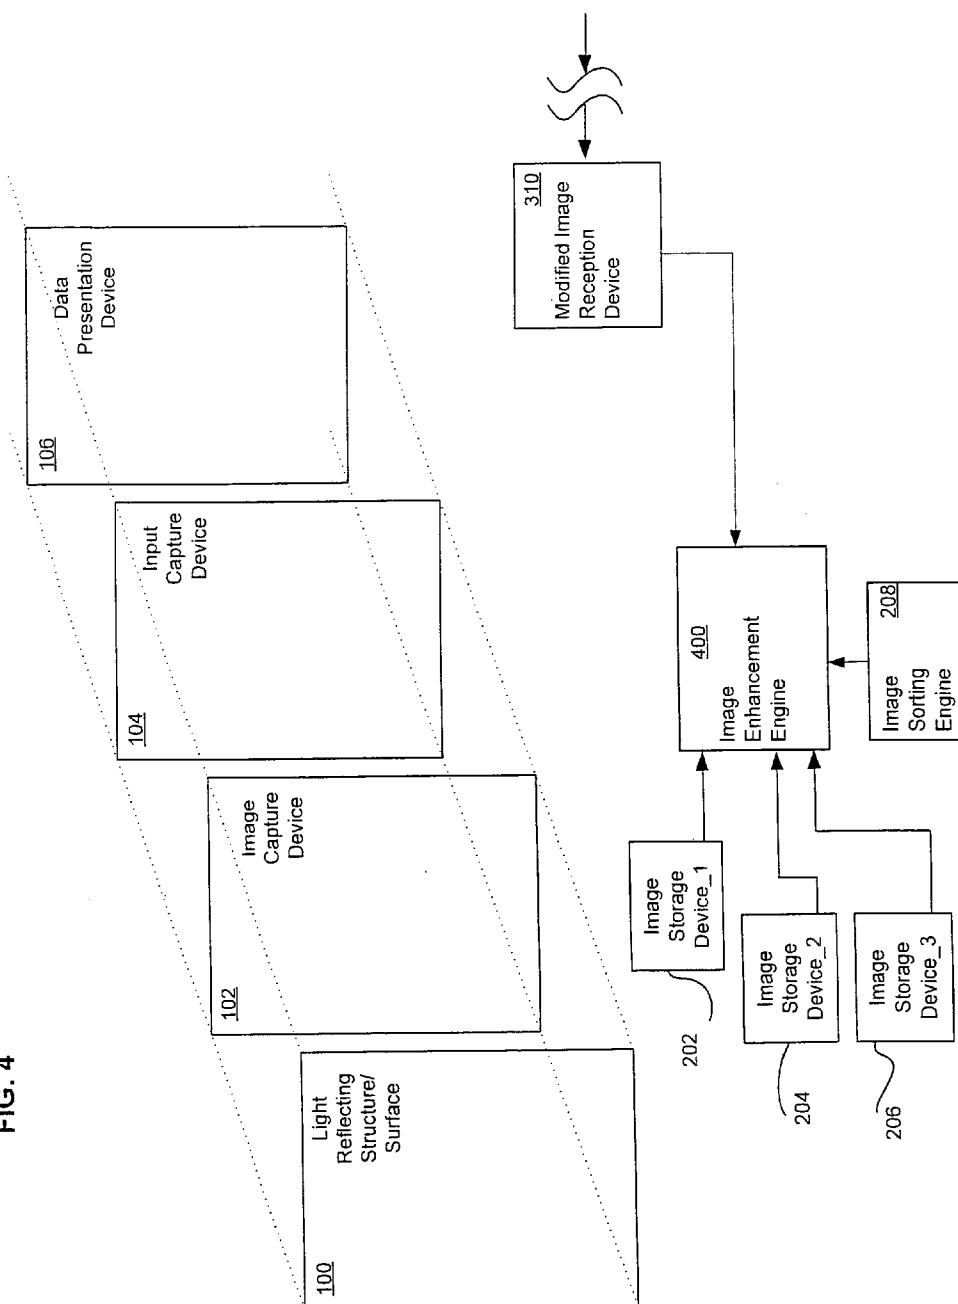 FIG. 4
100
Light
Reflecting
Structure/
Surface
102
Image
Capture
Device
104
Input
Capture
Device
106
Data
Presentation
Device
202
Image
Storage
Device_1
204
Image
Storage
Device_2
206
Image
Storage
Device_3
400
Image
Enhancement
Engine
208
Image
Sorting
Engine
310
Modified Image
Reception
Device